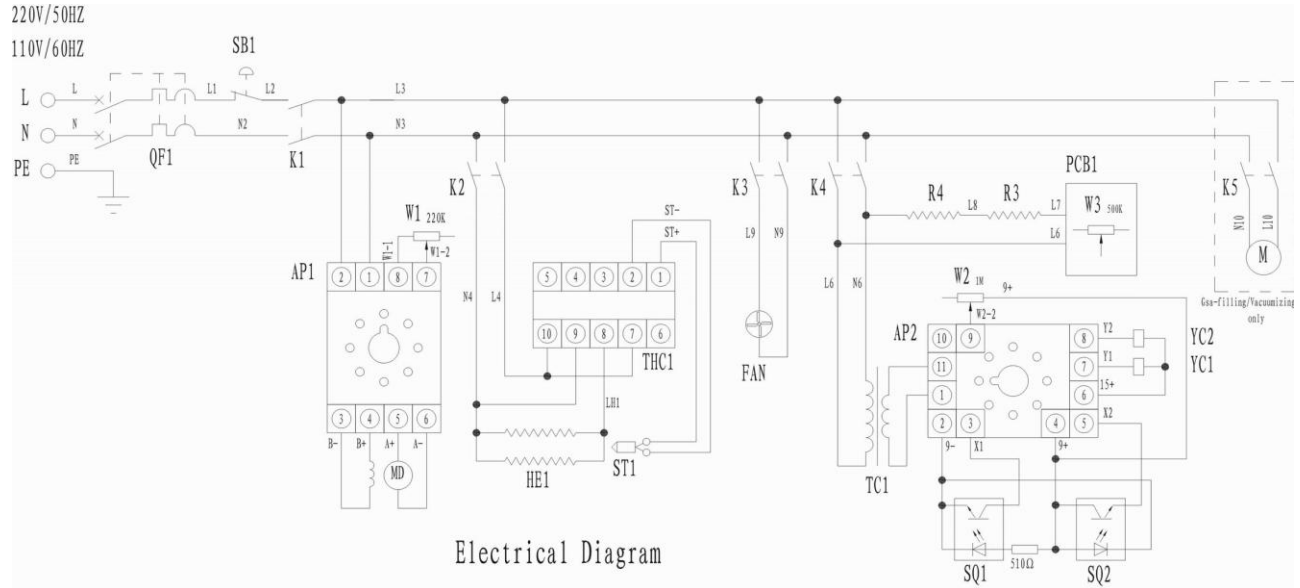 220V/50HZ
110V/60HZ
SB1
L L L1 L2 L3
N N N2 N3
PE PE
QF1 K1
K2 K3 K4 K5
PCB1
R4 L8 R3 L7
W3 500K
L6
W1 220K
W1-1 W1-2
ST-
ST+
L9 N9
N10 L10
M
Gsa-filling/Vacuumizing
only
AP1
2 1 8 7
5 4 3 2 1
N4 L4
L6 N6
W2 1M 9+
W2-2
10 9 8 7 6
THC1
FAN
AP2
10 9 8 Y2 YC2
11 7 Y1 YC1
1 6 15+
2 3 4 5 X2
9- X1 9+
3 4 5 6
B- B+ A+ A-
MD
LH1
HE1
ST1
TC1
510Ω
SQ1 SQ2
Electrical Diagram